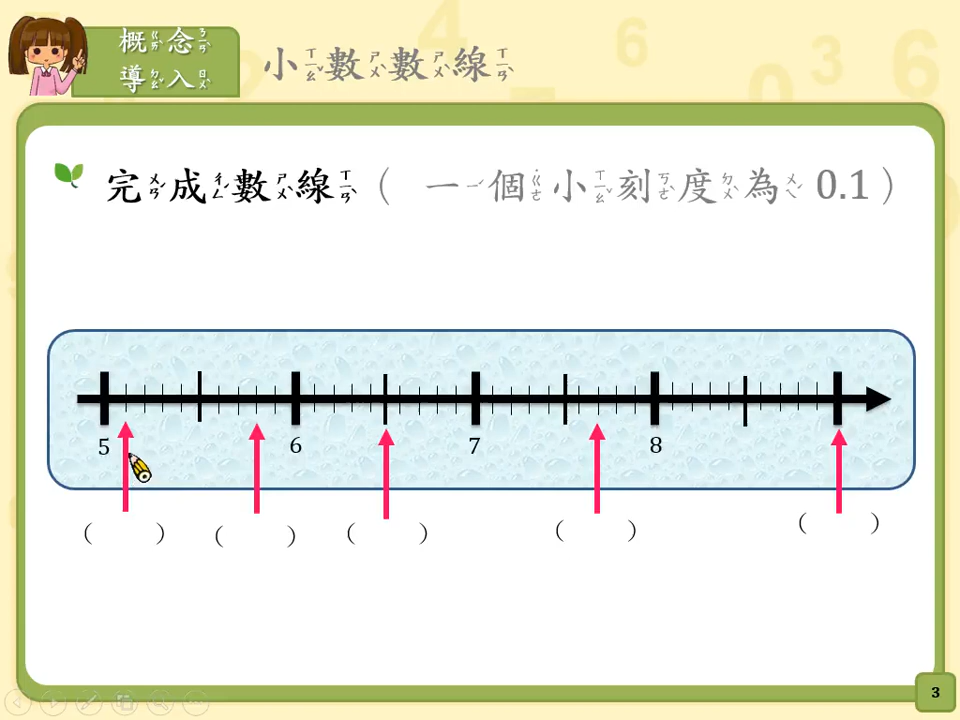 概念
導入
小數數線
完成數線（一個小刻度為 0.1）
5 6 7 8
（ ） （ ） （ ） （ ） （ ）
3